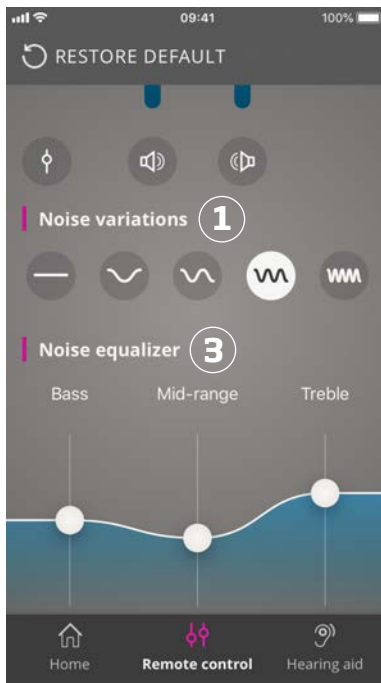 09:41
100%
RESTORE DEFAULT
Noise variations 1
Noise equalizer 3
Bass Mid-range Treble
Home Remote control Hearing aid